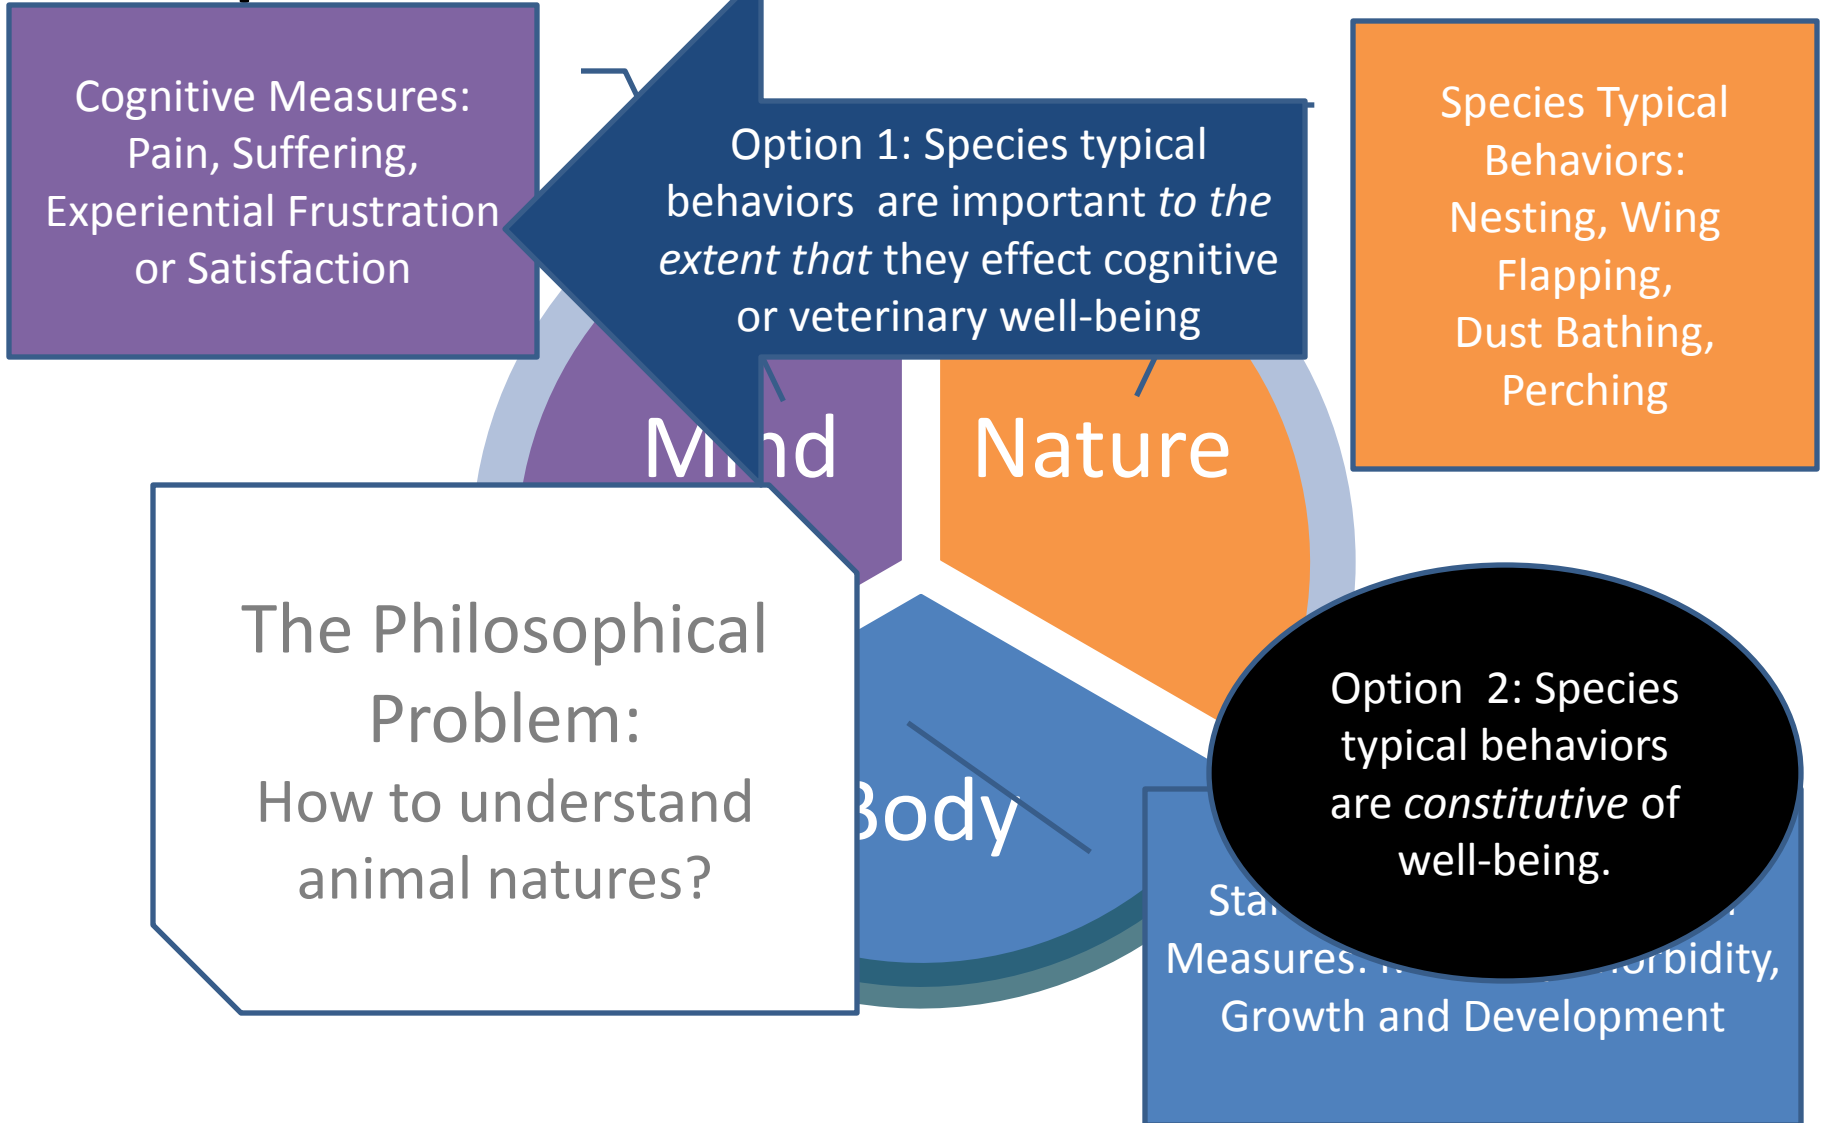 Cognitive Measures:
Pain, Suffering,
Experiential Frustration
or Satisfaction
Option 1: Species typical
behaviors are important to the
extent that they effect cognitive
or veterinary well-being
Species Typical
Behaviors:
Nesting, Wing
Flapping,
Dust Bathing,
Perching
Mind
Nature
The Philosophical
Problem:
How to understand
animal natures?
Body
Option 2: Species
typical behaviors
are constitutive of
well-being.
Measures:
Growth and Development